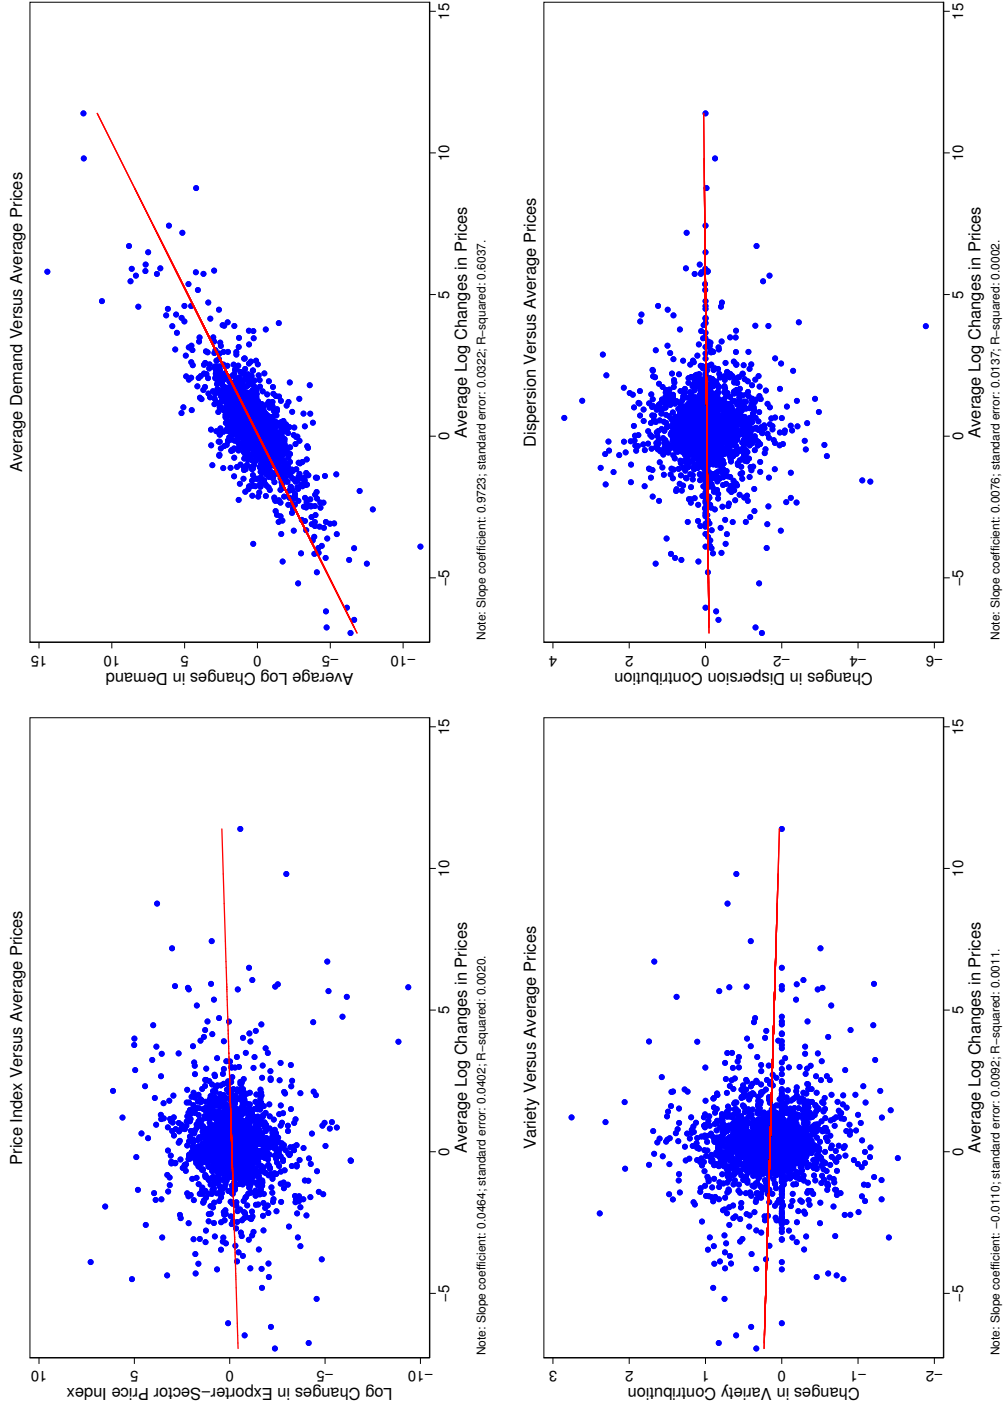 Price Index Versus Average Prices
Log Changes in Exporter−Sector Price Index
10
5
0
−5
−10
−5
0
5
10
15
Average Log Changes in Prices
Note: Slope coefficient: 0.0464; standard error: 0.0402; R−squared: 0.0020.
Average Demand Versus Average Prices
Average Log Changes in Demand
15
10
5
0
−5
−10
−5
0
5
10
15
Average Log Changes in Prices
Note: Slope coefficient: 0.9723; standard error: 0.0322; R−squared: 0.6037.
Variety Versus Average Prices
Changes in Variety Contribution
3
2
1
0
−1
−2
−5
0
5
10
15
Average Log Changes in Prices
Note: Slope coefficient: −0.0110; standard error: 0.0092; R−squared: 0.0011.
Dispersion Versus Average Prices
Changes in Dispersion Contribution
4
2
0
−2
−4
−6
−5
0
5
10
15
Average Log Changes in Prices
Note: Slope coefficient: 0.0076; standard error: 0.0137; R−squared: 0.0002.